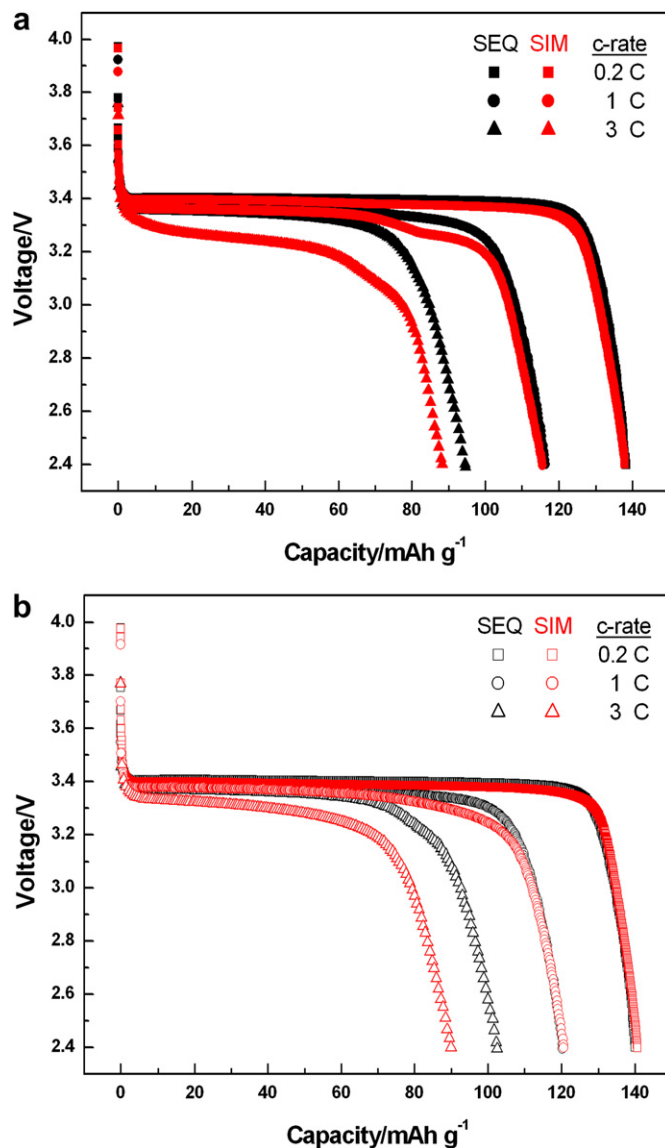 a
SEQ SIM c-rate
0.2 C
1 C
3 C
4.0
3.8
3.6
3.4
3.2
3.0
2.8
2.6
2.4
Voltage/V
0 20 40 60 80 100 120 140
Capacity/mAh g⁻¹
b
SEQ SIM c-rate
0.2 C
1 C
3 C
4.0
3.8
3.6
3.4
3.2
3.0
2.8
2.6
2.4
Voltage/V
0 20 40 60 80 100 120 140
Capacity/mAh g⁻¹